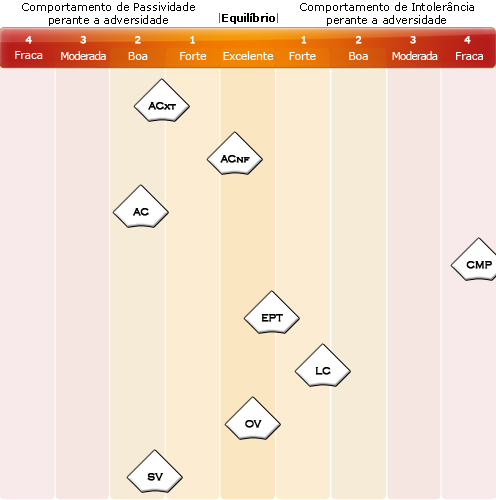 Comportamento de Passividade
perante a adversidade
|Equilíbrio|
Comportamento de Intolerância
perante a adversidade
4 3 2 1 1 2 3 4
Fraca Moderada Boa Forte Excelente Forte Boa Moderada Fraca
ACXT
ACNF
AC
CMP
EPT
LC
OV
SV